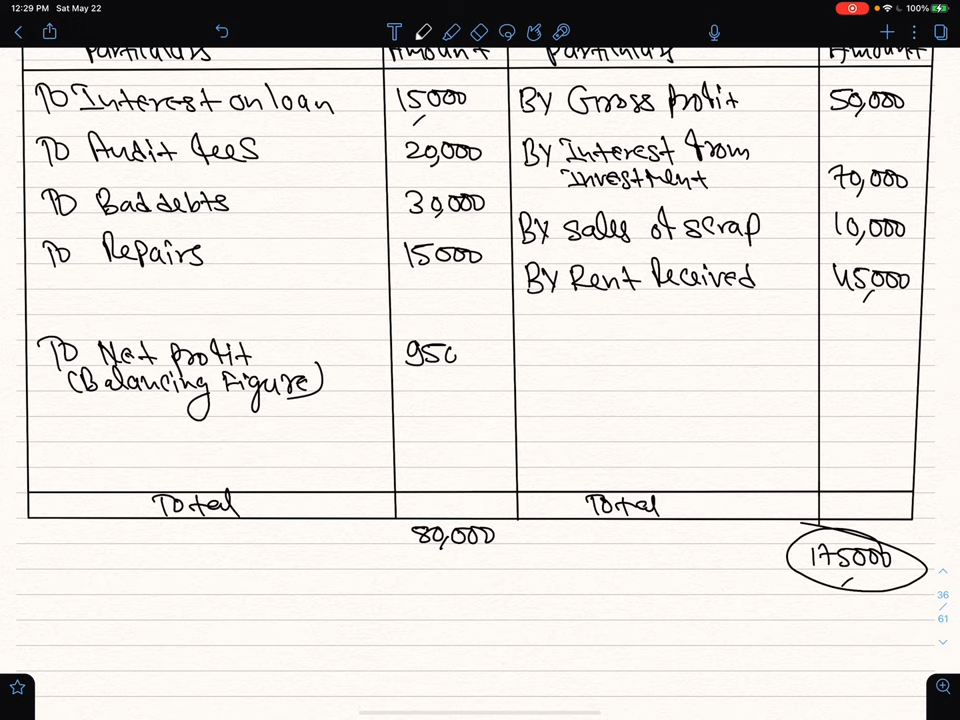 12:29 PM Sat May 22
100%
Particulars Amount Particulars Amount
TO Interest on loan 15000 By Gross profit 50,000
TO Audit fees 20,000 By Interest from
Investment 70,000
TO Bad debts 30,000
By sales of scrap 10,000
TO Repairs 15000
By Rent Received 45,000
TO Net profit 950
(Balancing Figure)
Total Total
80,000
175000
36
/
61